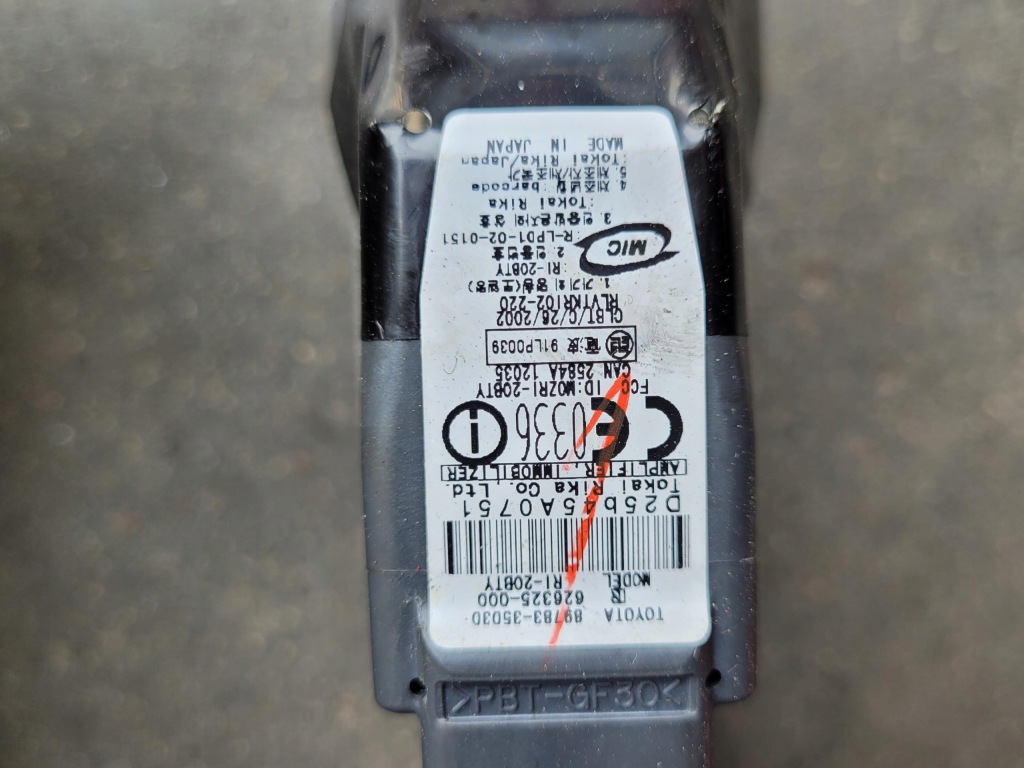 TOYOTA 89783-35030
626325-000
MODEL RI-20BTY
D25b45A0751
Tokai Rika Co. Ltd.
AMPLIFIER, IMMOBILIZER
CE 0336
FCC ID:MOZRI-20BTY
CAN 2584A 12035
91LP0039
CLBT/C/28/2002
RLVTKRI02-220
1. 기기의 명칭(모델명)
:RI-20BTY
2. 인증번호
:R-LPD1-02-0151
MIC
3. 인증받은자의 상호
:Tokai Rika
4. 제조년월: barcode
5. 제조자/제조국가
:Tokai Rika/Japan
MADE IN JAPAN
>PBT-GF30<